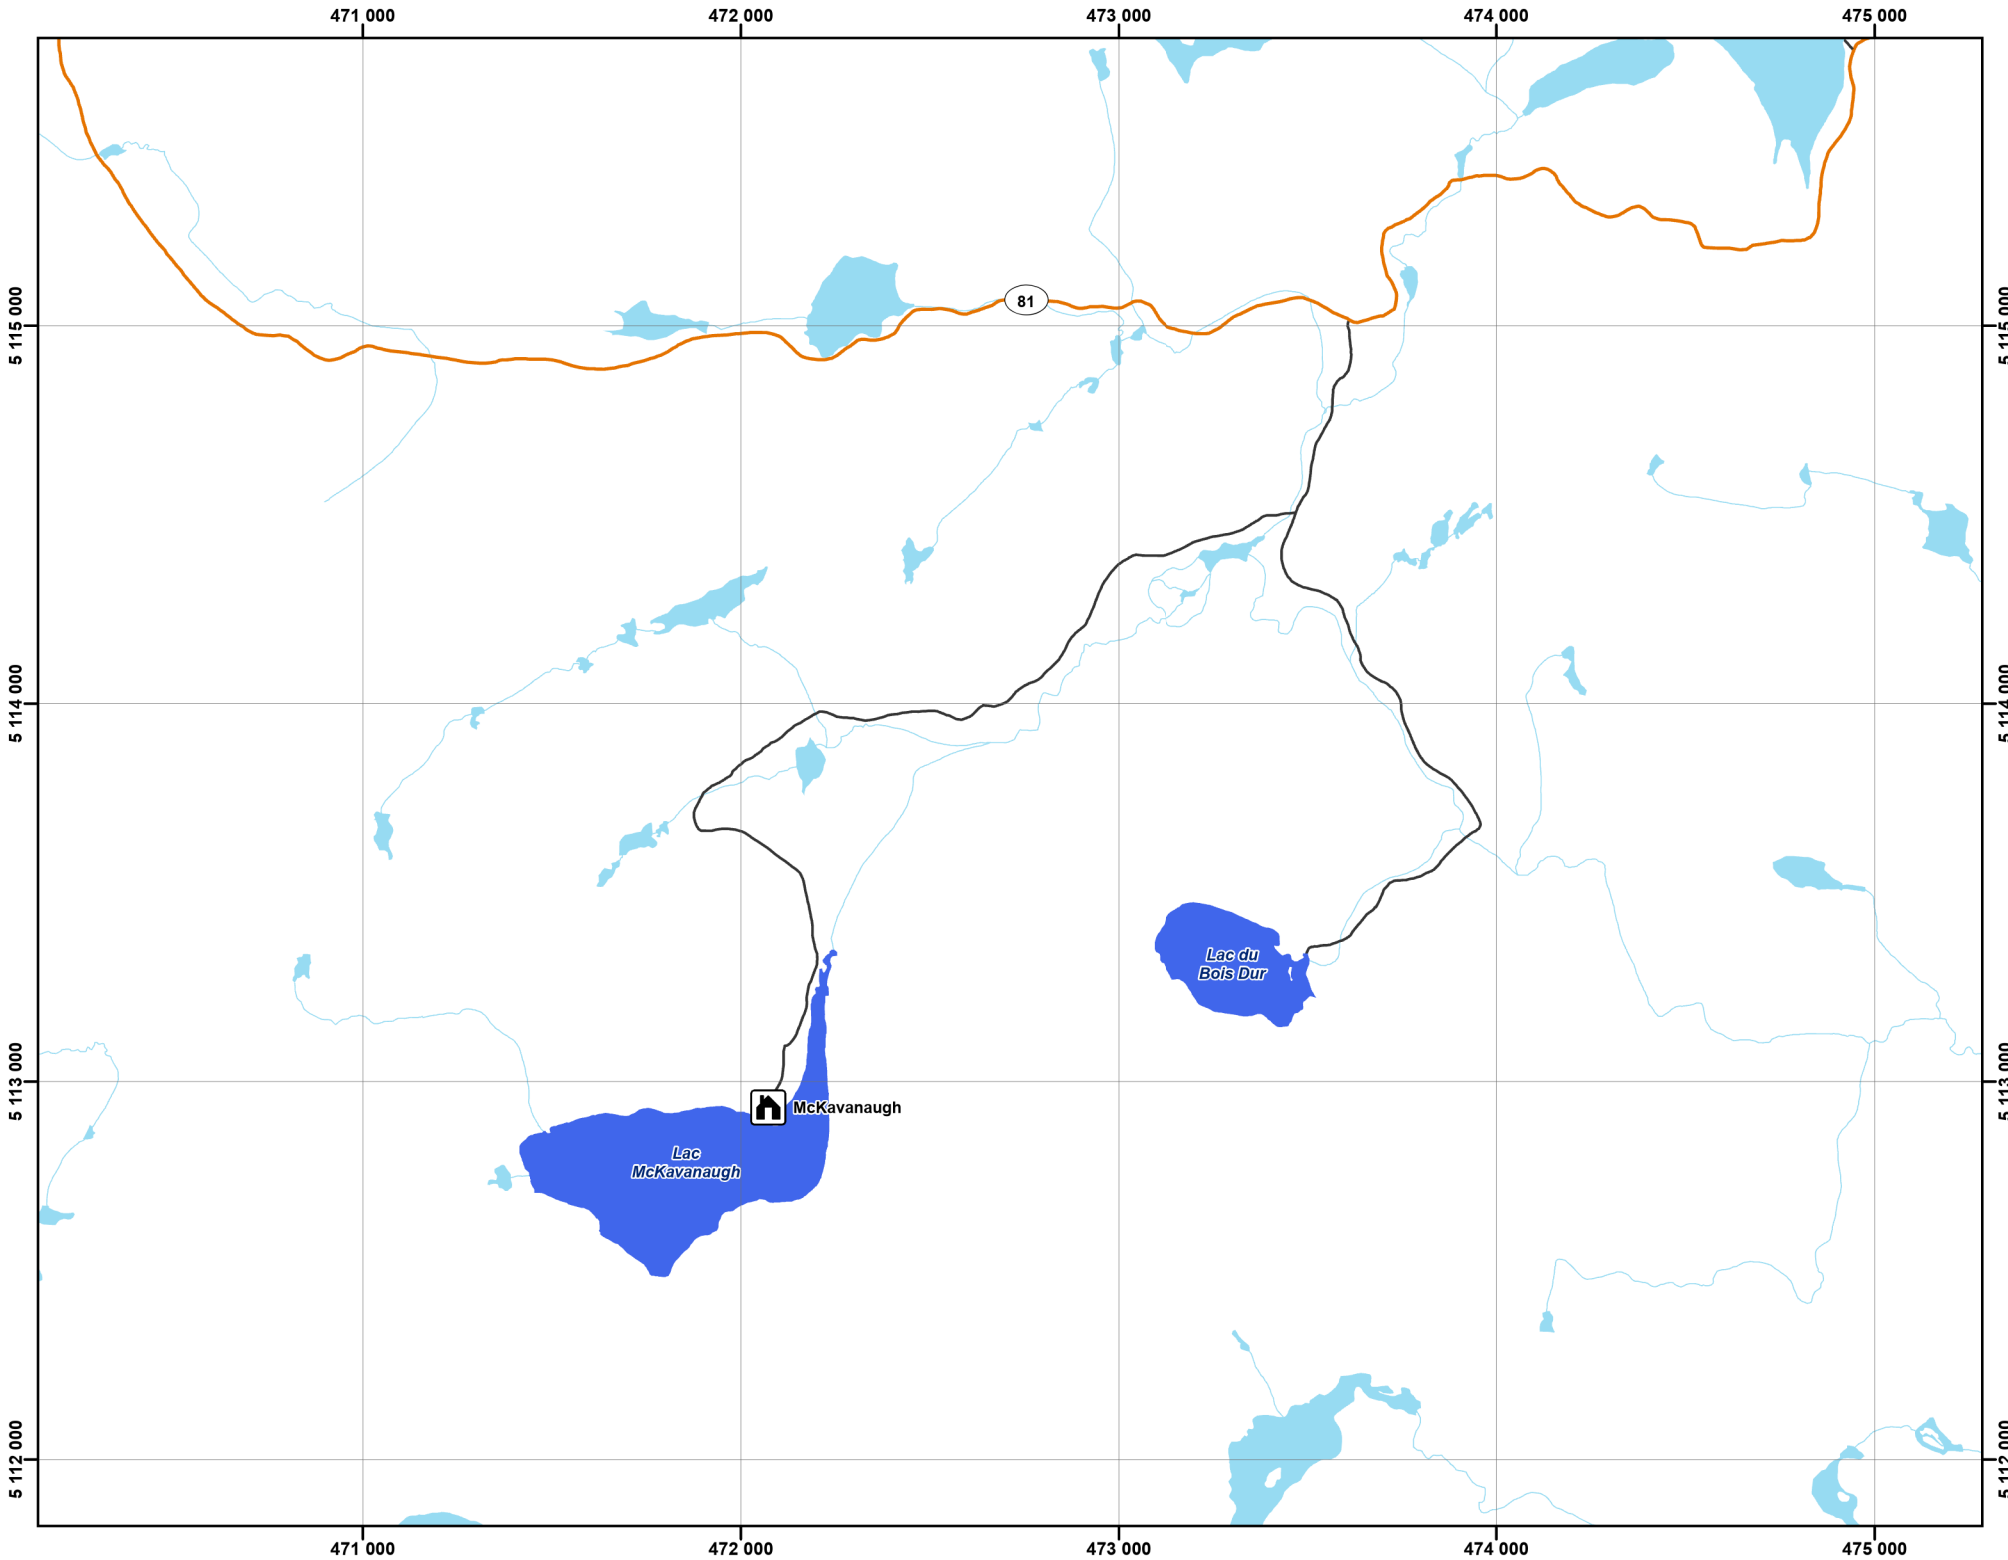 471 000 472 000 473 000 474 000 475 000
81
5 115 000 5 115 000
5 114 000 5 114 000
Lac du
Bois Dur
5 113 000 5 113 000
McKavanaugh
Lac
McKavanaugh
5 112 000 5 112 000
471 000 472 000 473 000 474 000 475 000